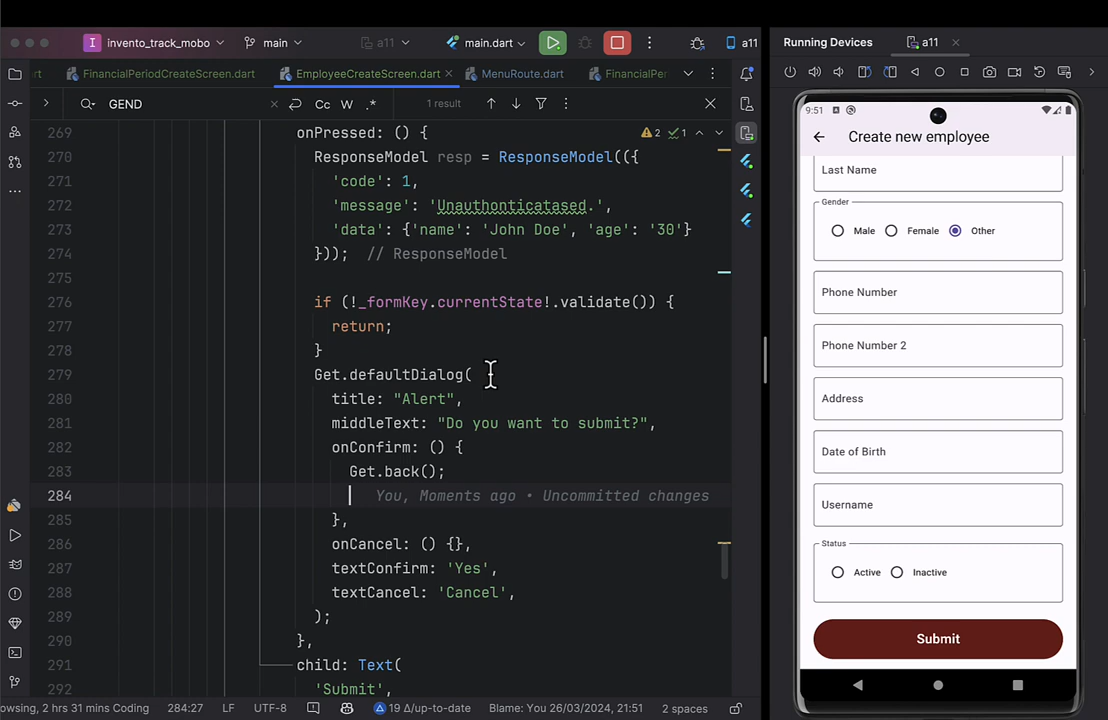 invento_track_mobo
main
a11
main.dart
a11
Running Devices
a11
rt
FinancialPeriodCreateScreen.dart
EmployeeCreateScreen.dart
MenuRoute.dart
FinancialPer
GEND
Cc
W
.*
1 result
269 onPressed: () {
2
1
270 ResponseModel resp = ResponseModel(({
271 'code': 1,
272 'message': 'Unauthonticatased.',
273 'data': {'name': 'John Doe', 'age': '30'}
274 })); // ResponseModel
275
276 if (!_formKey.currentState!.validate()) {
277 return;
278 }
279 Get.defaultDialog(
280 title: "Alert",
281 middleText: "Do you want to submit?",
282 onConfirm: () {
283 Get.back();
284 You, Moments ago • Uncommitted changes
285 },
286 onCancel: () {},
287 textConfirm: 'Yes',
288 textCancel: 'Cancel',
289 );
290 },
291 child: Text(
292 'Submit',
owsing, 2 hrs 31 mins Coding
284:27
LF
UTF-8
19 Δ/up-to-date
Blame: You 26/03/2024, 21:51
2 spaces
9:51
Create new employee
Last Name
Gender
Male
Female
Other
Phone Number
Phone Number 2
Address
Date of Birth
Username
Status
Active
Inactive
Submit